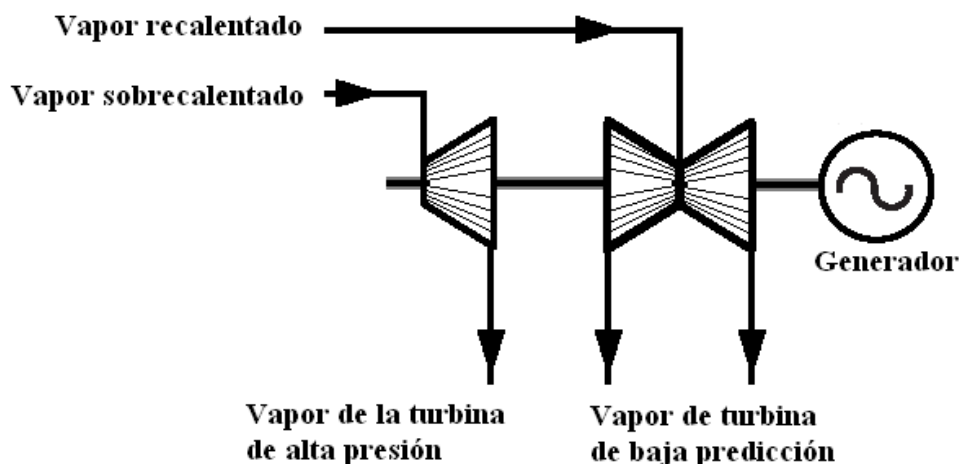 Vapor recalentado
Vapor sobrecalentado
Generador
Vapor de la turbina
de alta presión
Vapor de turbina
de baja predicción